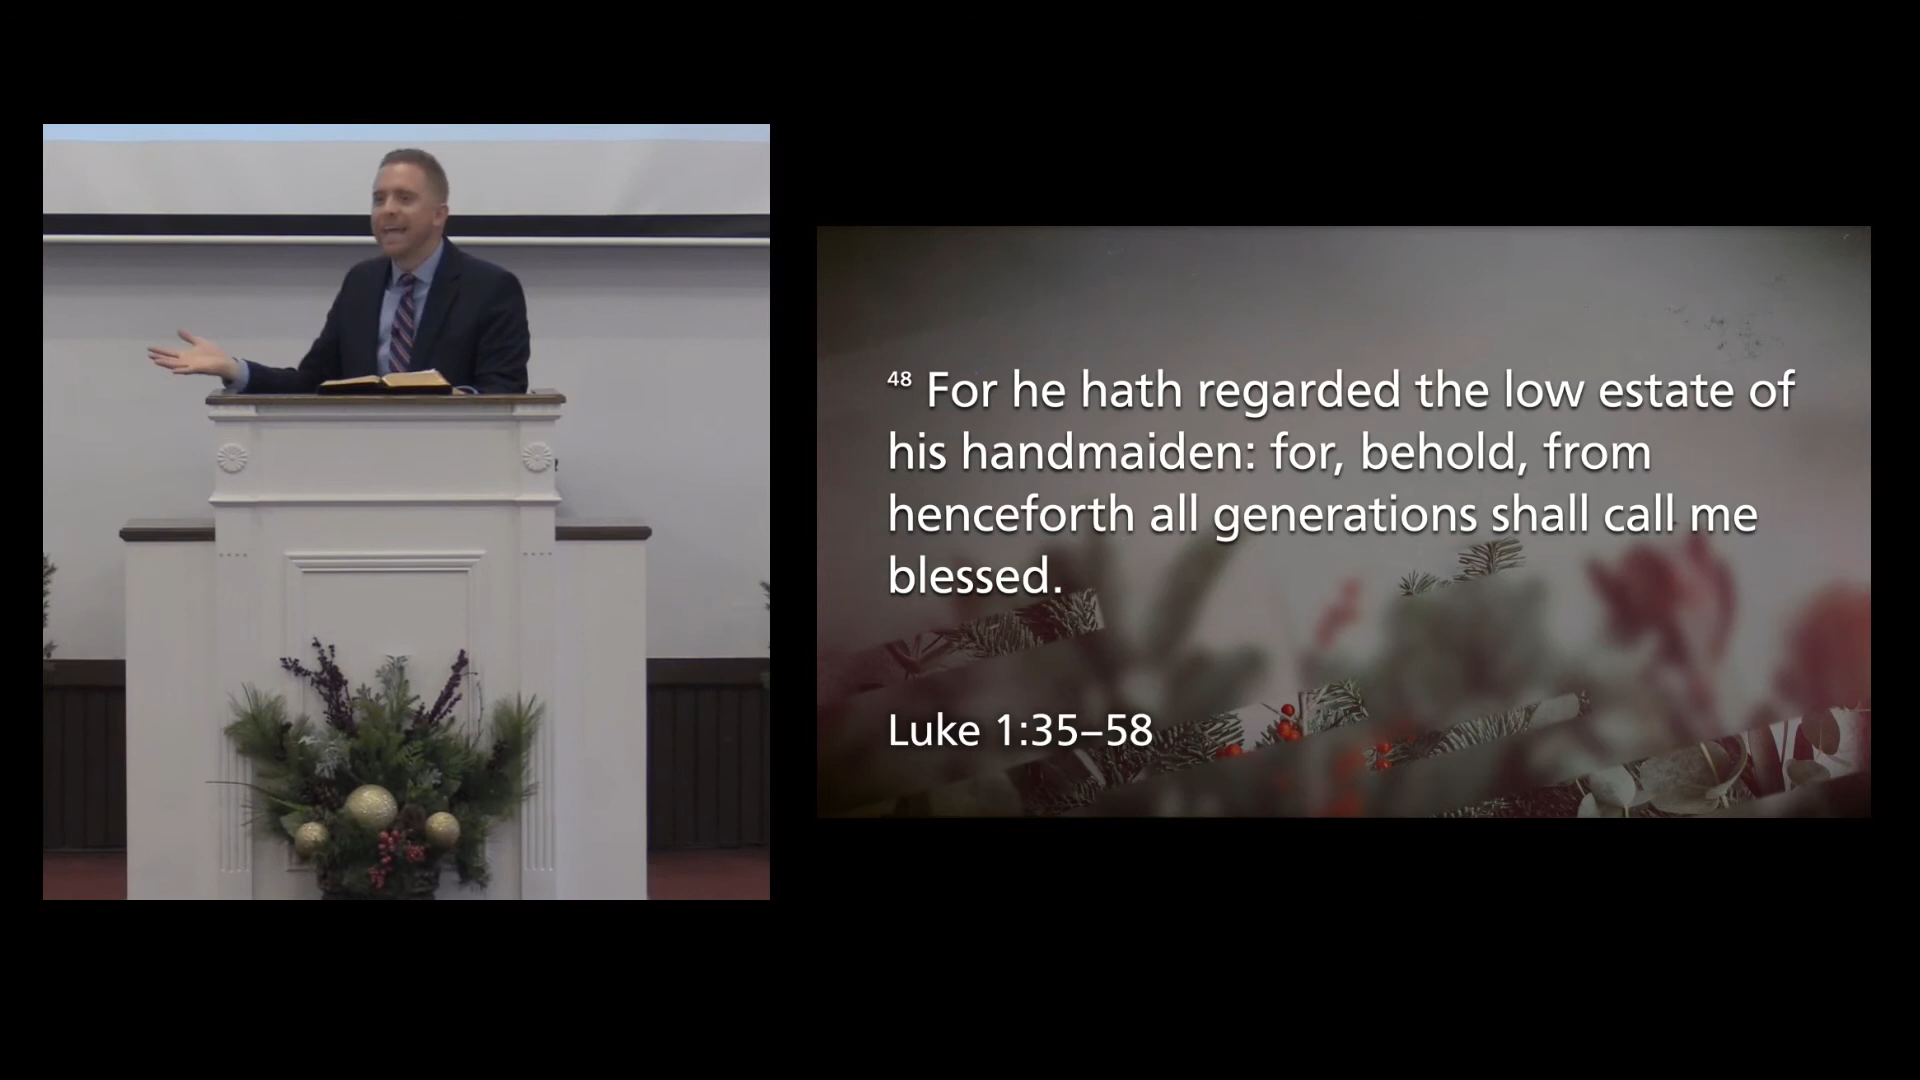 48 For he hath regarded the low estate of
his handmaiden: for, behold, from
henceforth all generations shall call me
blessed.
Luke 1:35–58